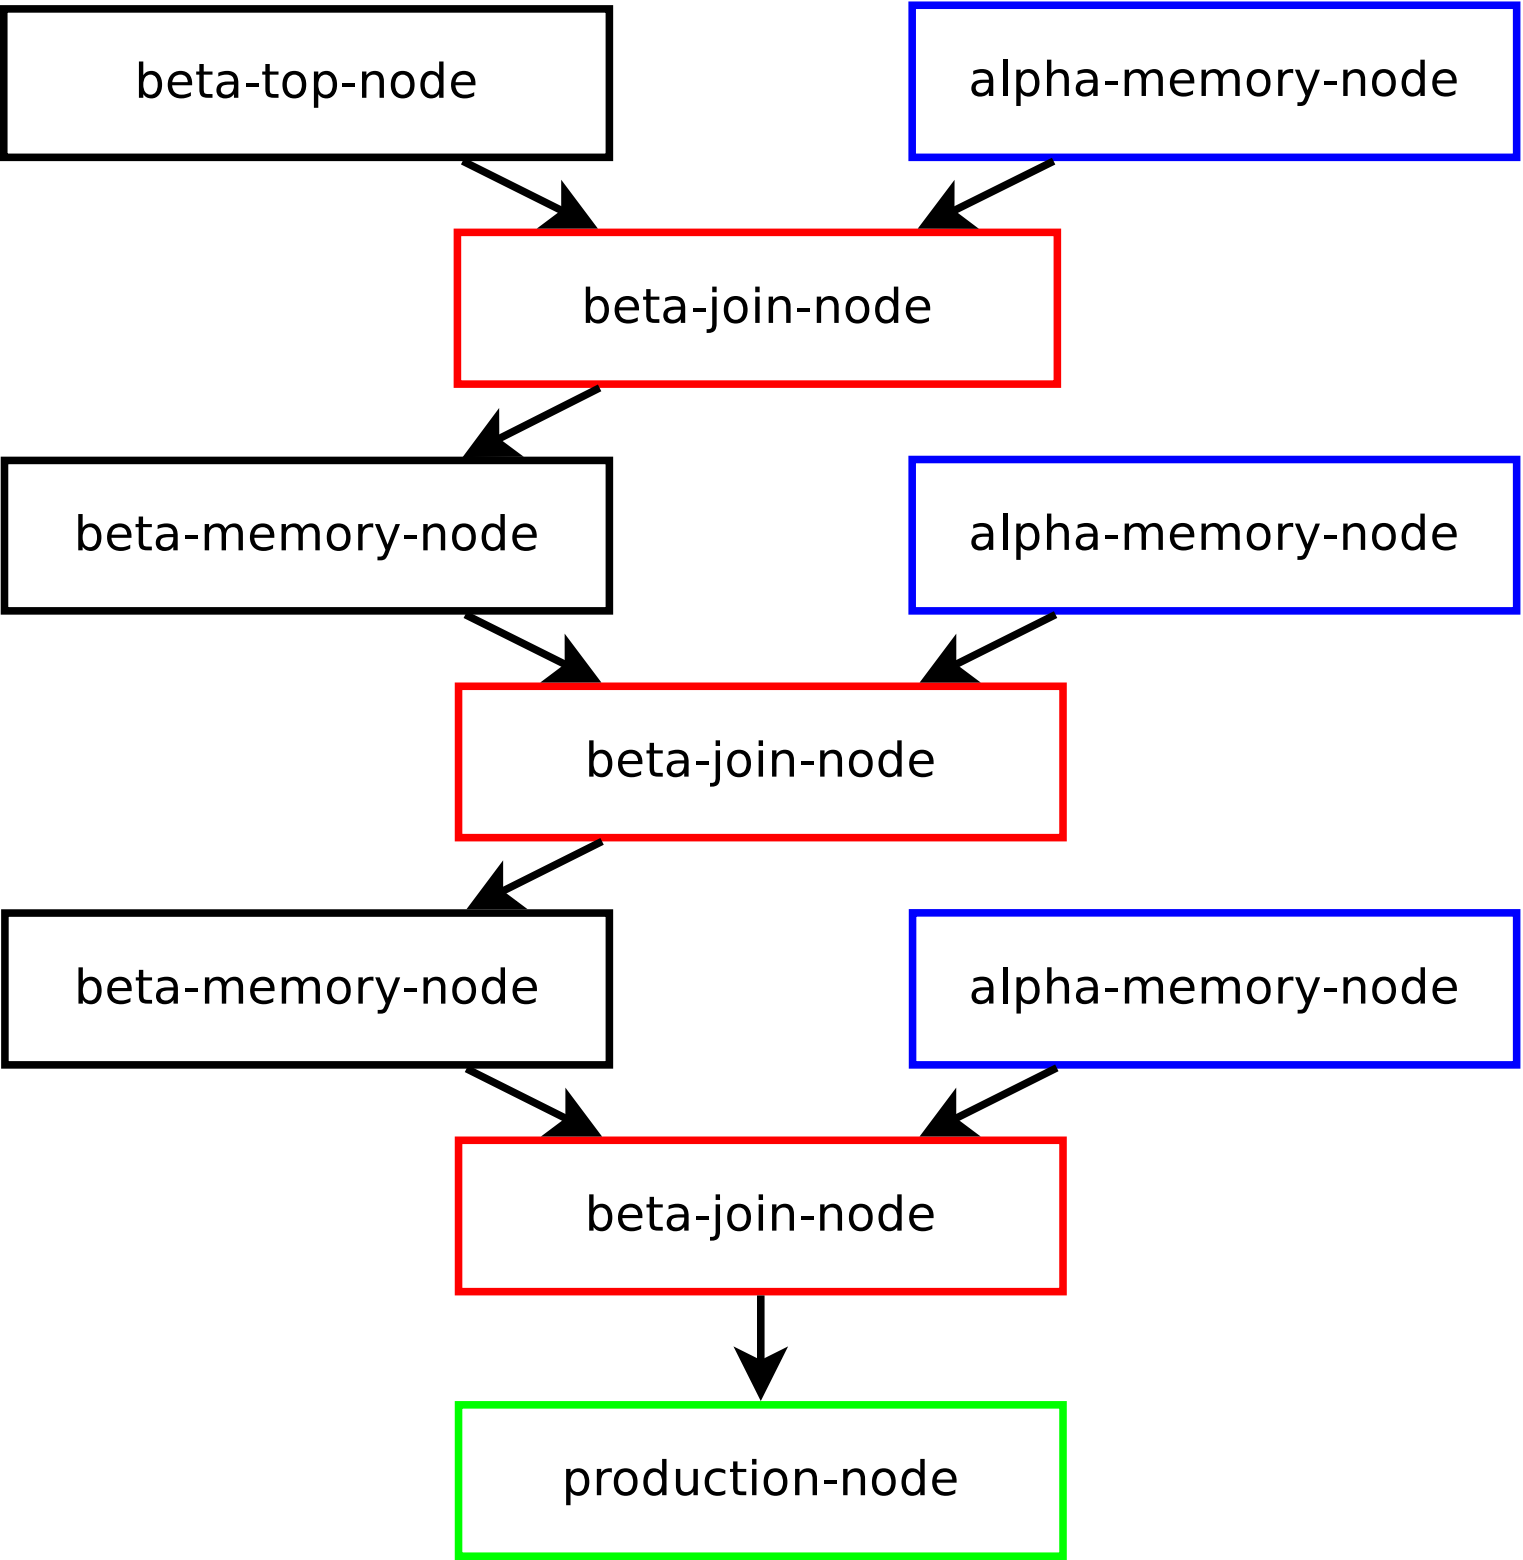 beta-top-node
alpha-memory-node
beta-join-node
beta-memory-node
alpha-memory-node
beta-join-node
beta-memory-node
alpha-memory-node
beta-join-node
production-node